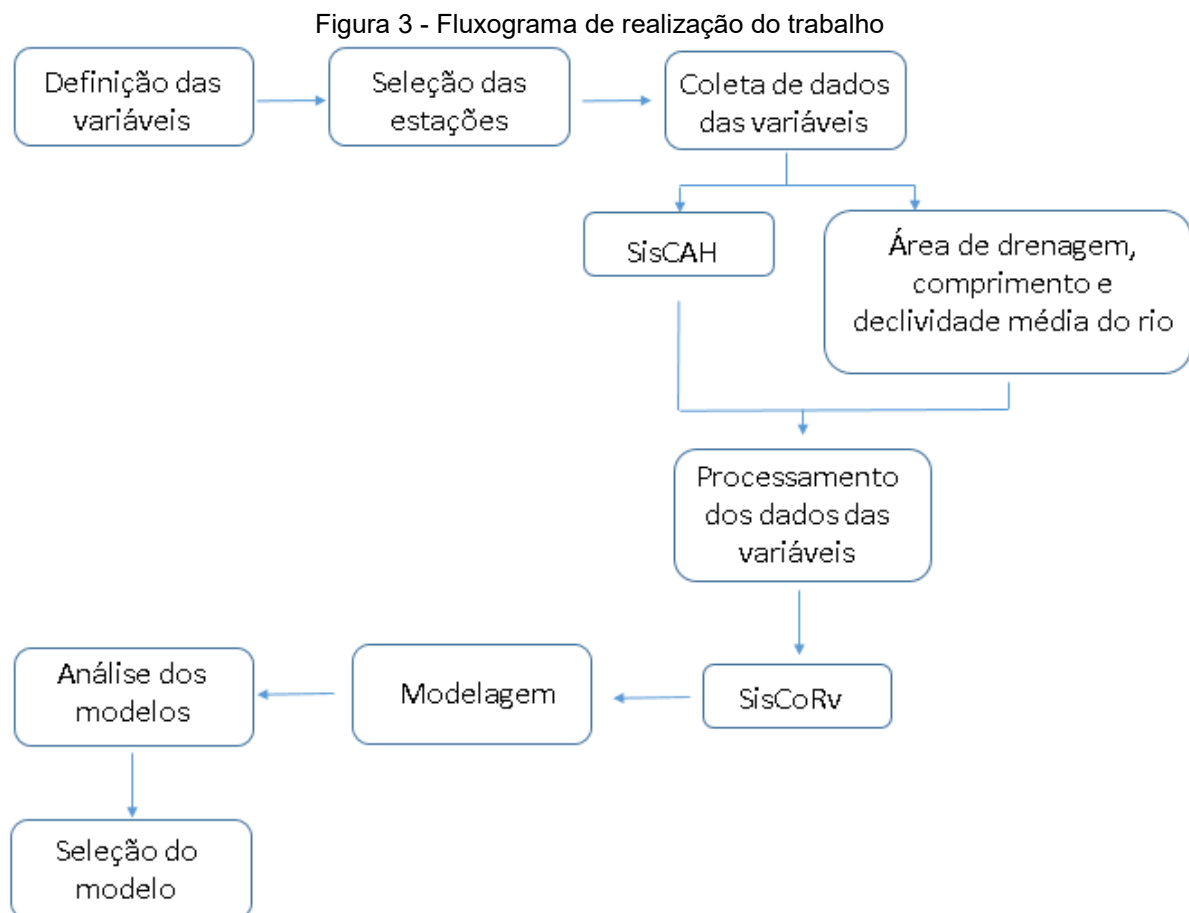 Figura 3 - Fluxograma de realização do trabalho
Definição das
variáveis
Seleção das
estações
Coleta de dados
das variáveis
SisCAH
Área de drenagem,
comprimento e
declividade média do rio
Processamento
dos dados das
variáveis
SisCoRv
Modelagem
Análise dos
modelos
Seleção do
modelo